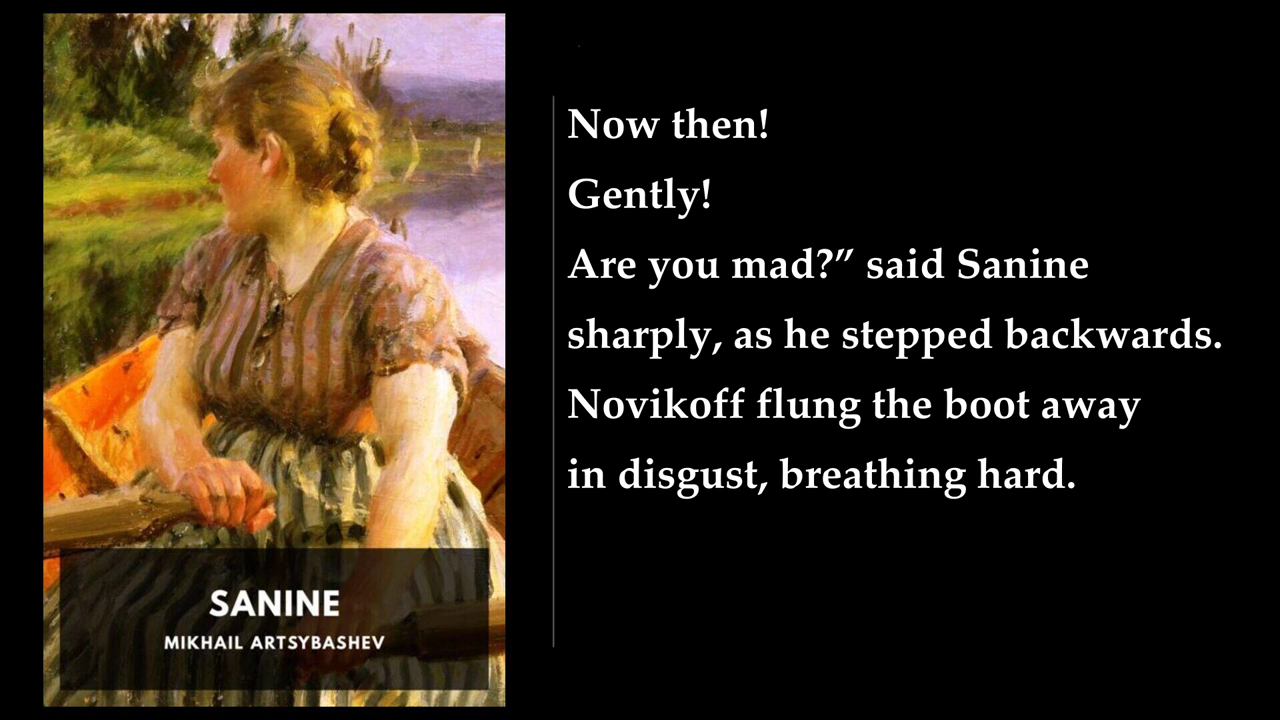 Now then!
Gently!
Are you mad?” said Sanine
sharply, as he stepped backwards.
Novikoff flung the boot away
in disgust, breathing hard.
SANINE
MIKHAIL ARTSYBASHEV